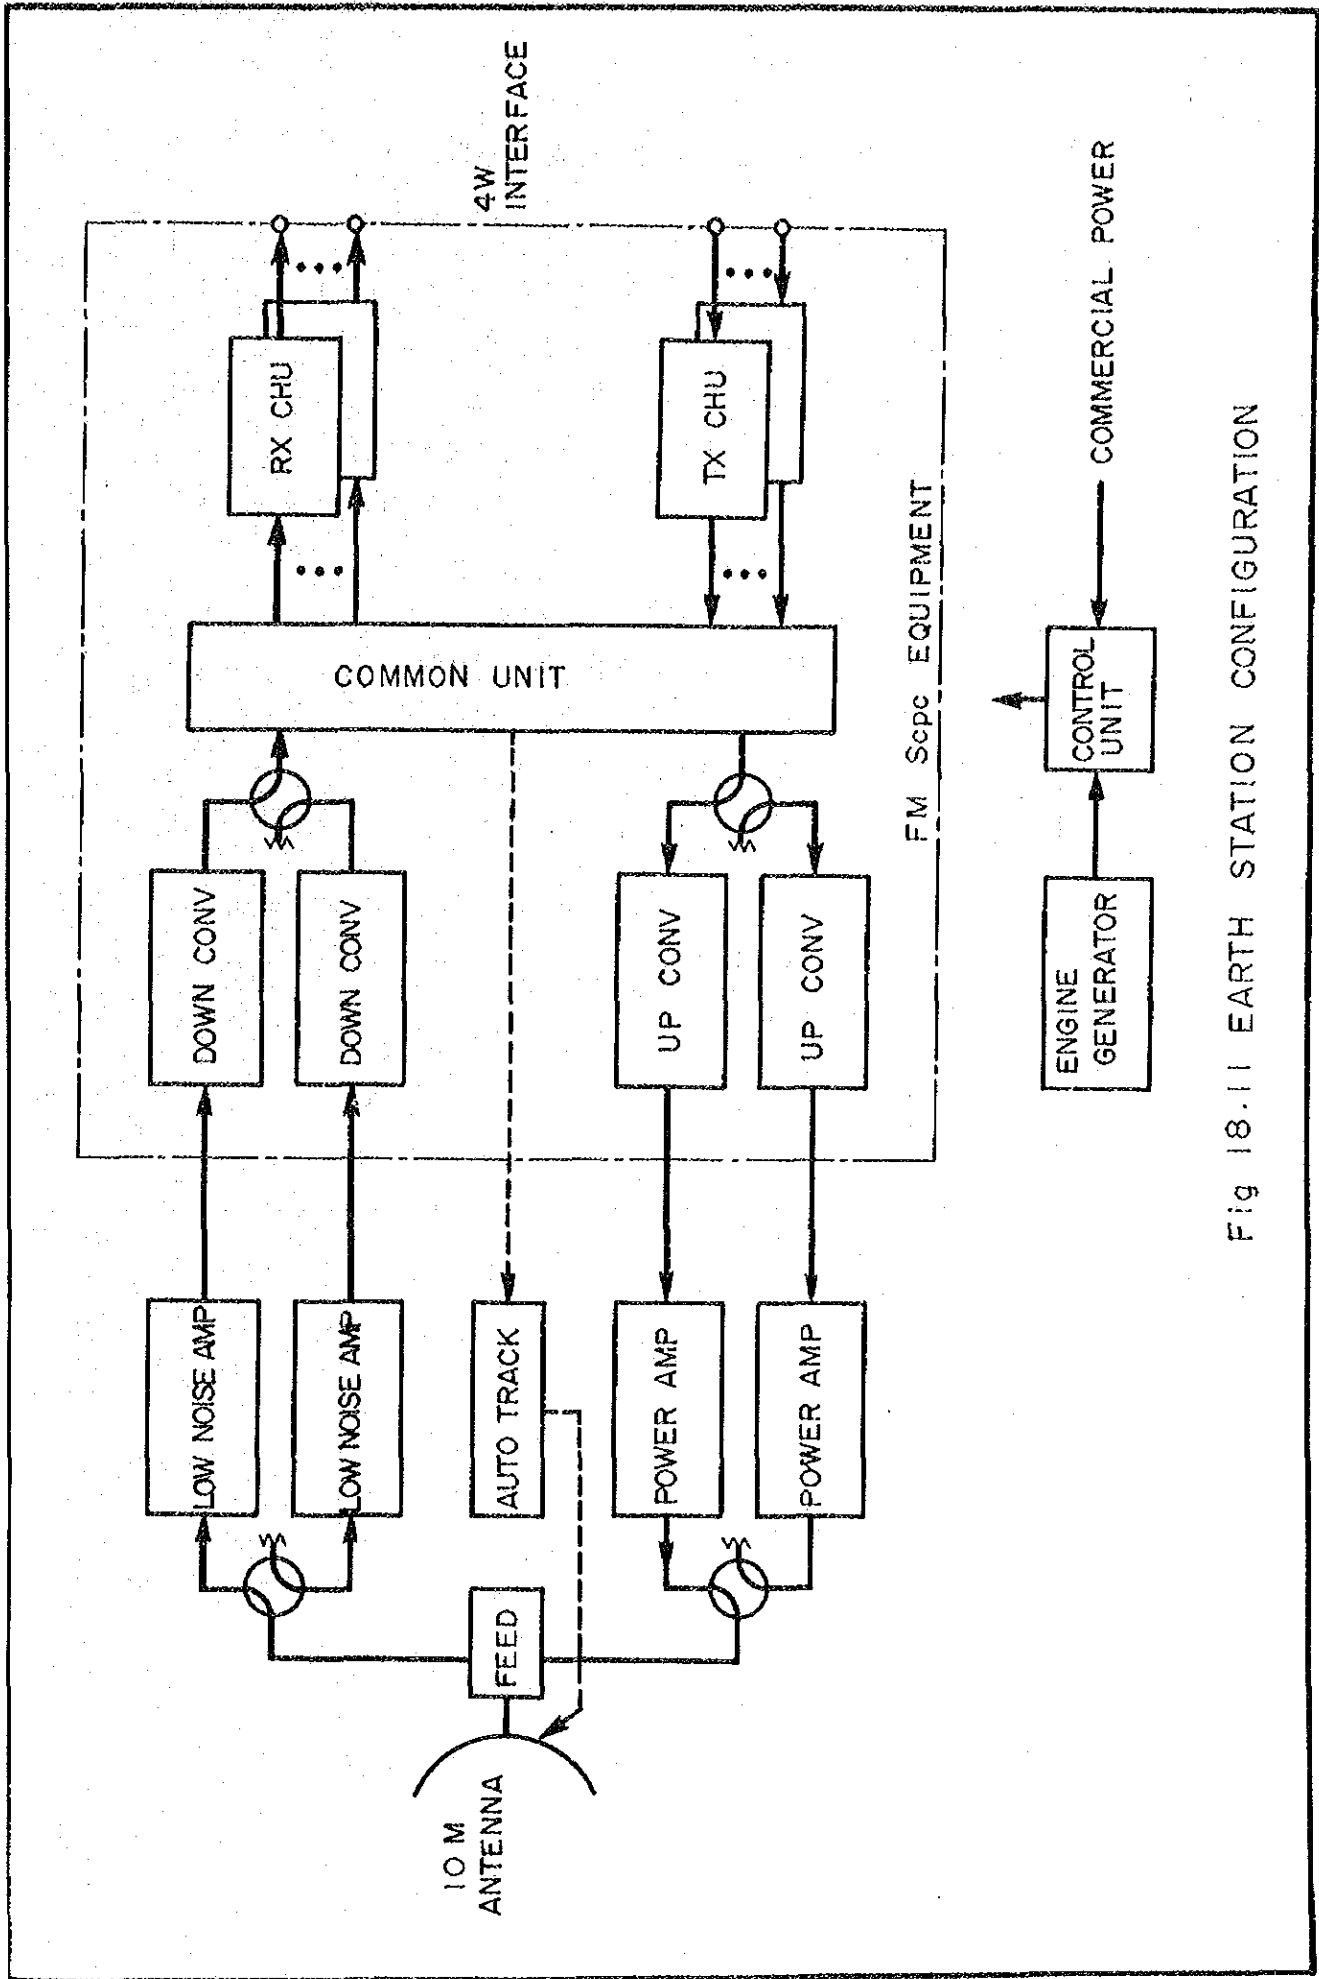 4W
INTERFACE
RX CHU
TX CHU
COMMON UNIT
DOWN CONV
DOWN CONV
UP CONV
UP CONV
FM Scpc EQUIPMENT
LOW NOISE AMP
LOW NOISE AMP
AUTO TRACK
POWER AMP
POWER AMP
FEED
10 M
ANTENNA
ENGINE
GENERATOR
CONTROL
UNIT
COMMERCIAL POWER
Fig 18.11 EARTH STATION CONFIGURATION